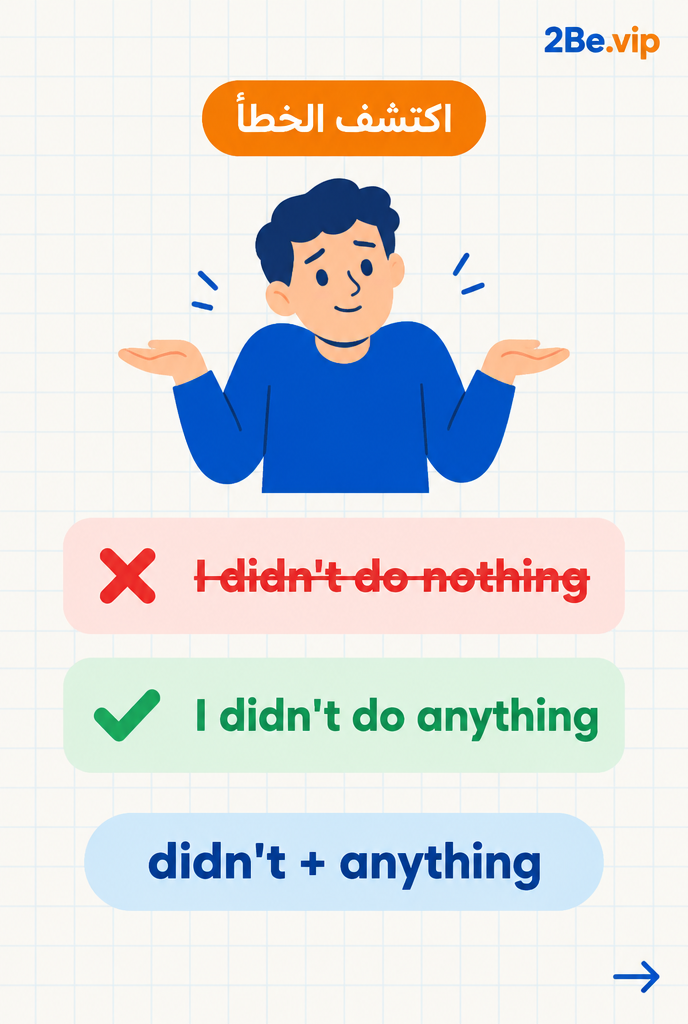 2Be.vip
اكتشف الخطأ
I didn't do nothing
I didn't do anything
didn't + anything